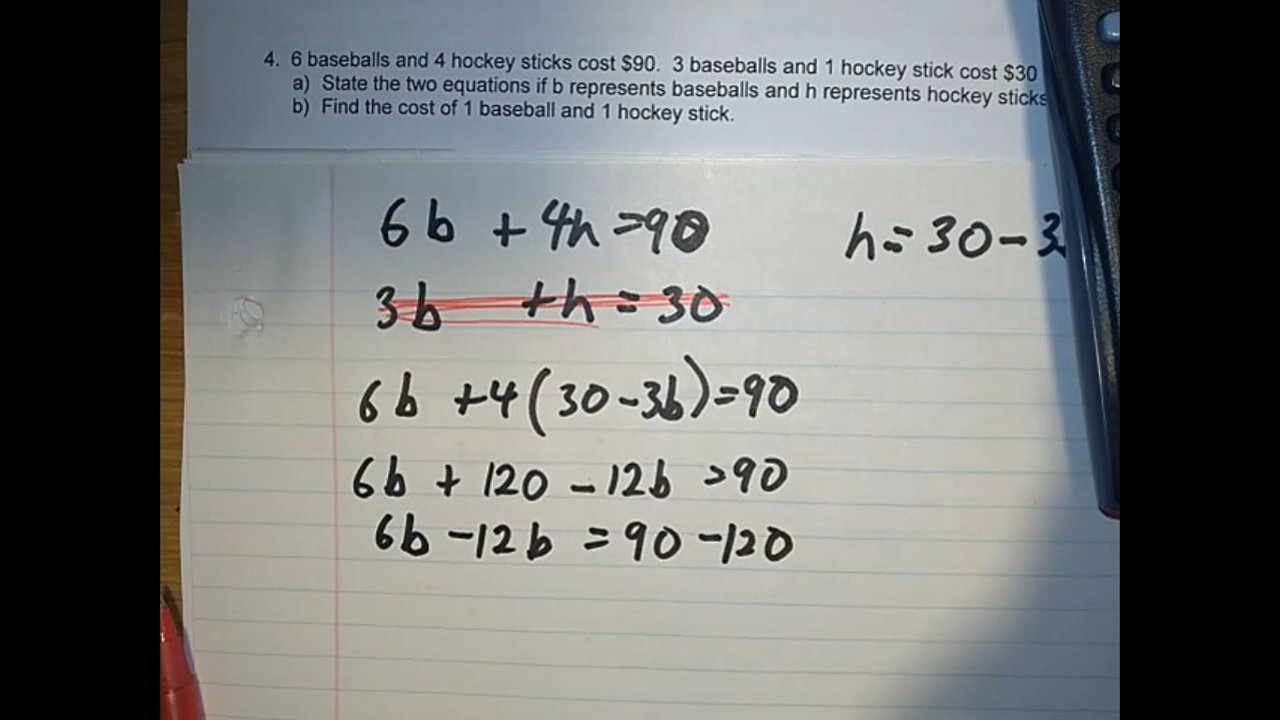 4. 6 baseballs and 4 hockey sticks cost $90. 3 baseballs and 1 hockey stick cost $30
a) State the two equations if b represents baseballs and h represents hockey sticks
b) Find the cost of 1 baseball and 1 hockey stick.
6b + 4h = 90
h = 30 - 3
3b + h = 30
6b + 4(30 - 3b) = 90
6b + 120 - 12b = 90
6b - 12b = 90 - 120